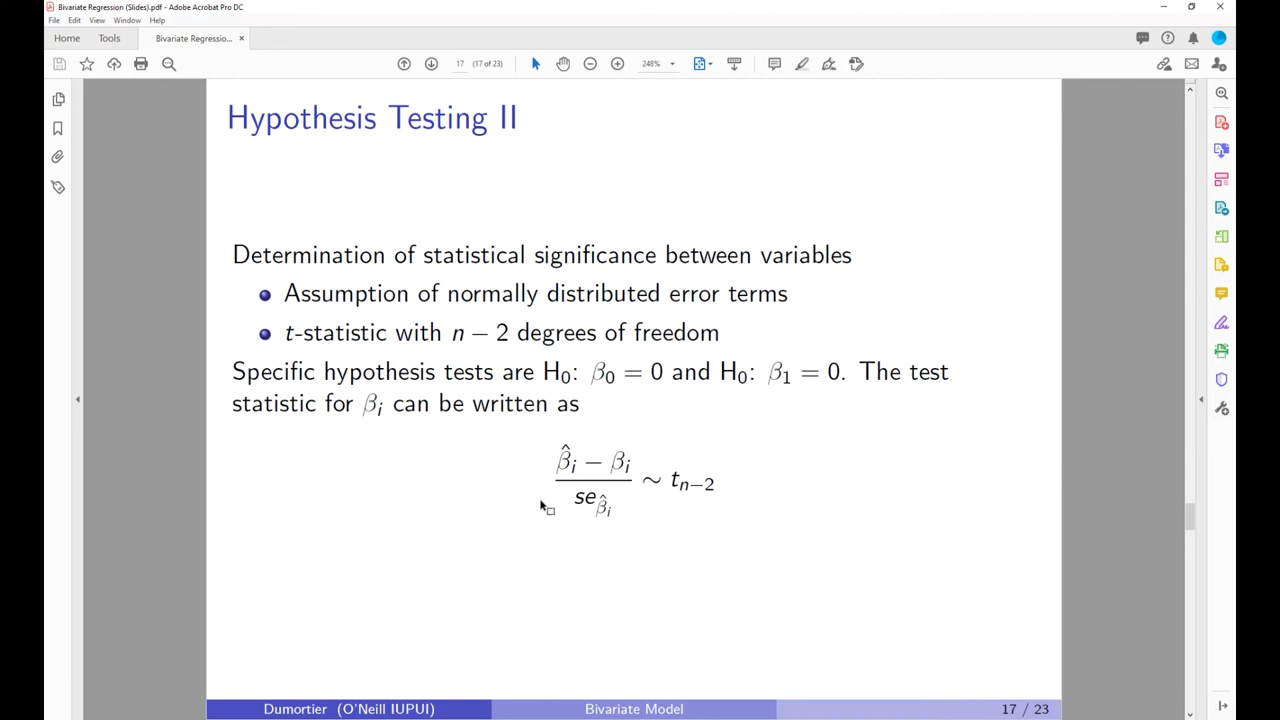 Bivariate Regression (Slides).pdf - Adobe Acrobat Pro DC
File Edit View Window Help
Home Tools Bivariate Regressio... ×
17 (17 of 23) 248%
Hypothesis Testing II
Determination of statistical significance between variables
Assumption of normally distributed error terms
t-statistic with n − 2 degrees of freedom
Specific hypothesis tests are H₀: β₀ = 0 and H₀: β₁ = 0. The test
statistic for βᵢ can be written as
β̂ᵢ − βᵢ
∼ tₙ₋₂
se_β̂ᵢ
Dumortier (O'Neill IUPUI) Bivariate Model 17 / 23